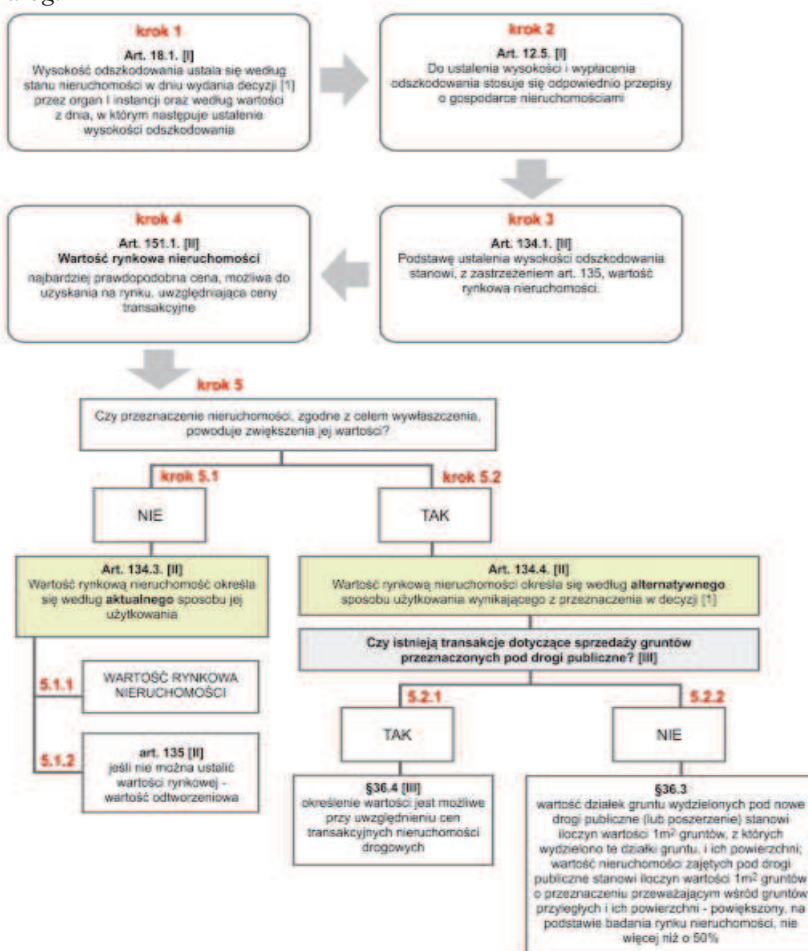 krok 1
Art. 18.1. [I]
Wysokość odszkodowania ustala się według
stanu nieruchomości w dniu wydania decyzji [1]
przez organ I instancji oraz według wartości
z dnia, w którym następuje ustalenie
wysokości odszkodowania
krok 2
Art. 12.5. [I]
Do ustalenia wysokości i wypłacenia
odszkodowania stosuje się odpowiednio przepisy
o gospodarce nieruchomościami
krok 3
Art. 134.1. [II]
Podstawę ustalenia wysokości odszkodowania
stanowi, z zastrzeżeniem art. 135, wartość
rynkowa nieruchomości.
krok 4
Art. 151.1. [II]
Wartość rynkowa nieruchomości
najbardziej prawdopodobna cena, możliwa do
uzyskania na rynku, uwzględniająca ceny
transakcyjne
krok 5
Czy przeznaczenie nieruchomości, zgodne z celem wywłaszczenia,
powoduje zwiększenia jej wartości?
krok 5.1
NIE
Art. 134.3. [II]
Wartość rynkową nieruchomość określa
się według aktualnego sposobu jej
użytkowania
5.1.1
WARTOŚĆ RYNKOWA
NIERUCHOMOŚCI
5.1.2
art. 135 [II]
jeśli nie można ustalić
wartości rynkowej -
wartość odtworzeniowa
krok 5.2
TAK
Art. 134.4. [II]
Wartość rynkową nieruchomości określa się według alternatywnego
sposobu użytkowania wynikającego z przeznaczenia w decyzji [1]
Czy istnieją transakcje dotyczące sprzedaży gruntów
przeznaczonych pod drogi publiczne? [III]
5.2.1
TAK
§36.4 [III]
określenie wartości jest możliwe
przy uwzględnieniu cen
transakcyjnych nieruchomości
drogowych
5.2.2
NIE
§36.3
wartość działek gruntu wydzielonych pod nowe
drogi publiczne (lub poszerzenie) stanowi
iloczyn wartości 1m² gruntów, z których
wydzielono te działki gruntu, i ich powierzchni;
wartość nieruchomości zajętych pod drogi
publiczne stanowi iloczyn wartości 1m² gruntów
o przeznaczeniu przeważającym wśród gruntów
przyległych i ich powierzchni - powiększony, na
podstawie badania rynku nieruchomości, nie
więcej niż o 50%